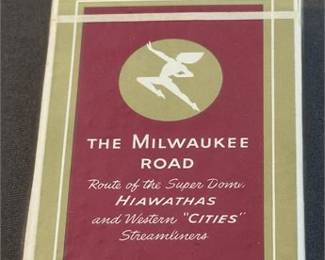 THE MILWAUKEE
ROAD
Route of the Super Dome
HIAWATHAS
and Western "CITIES"
Streamliners